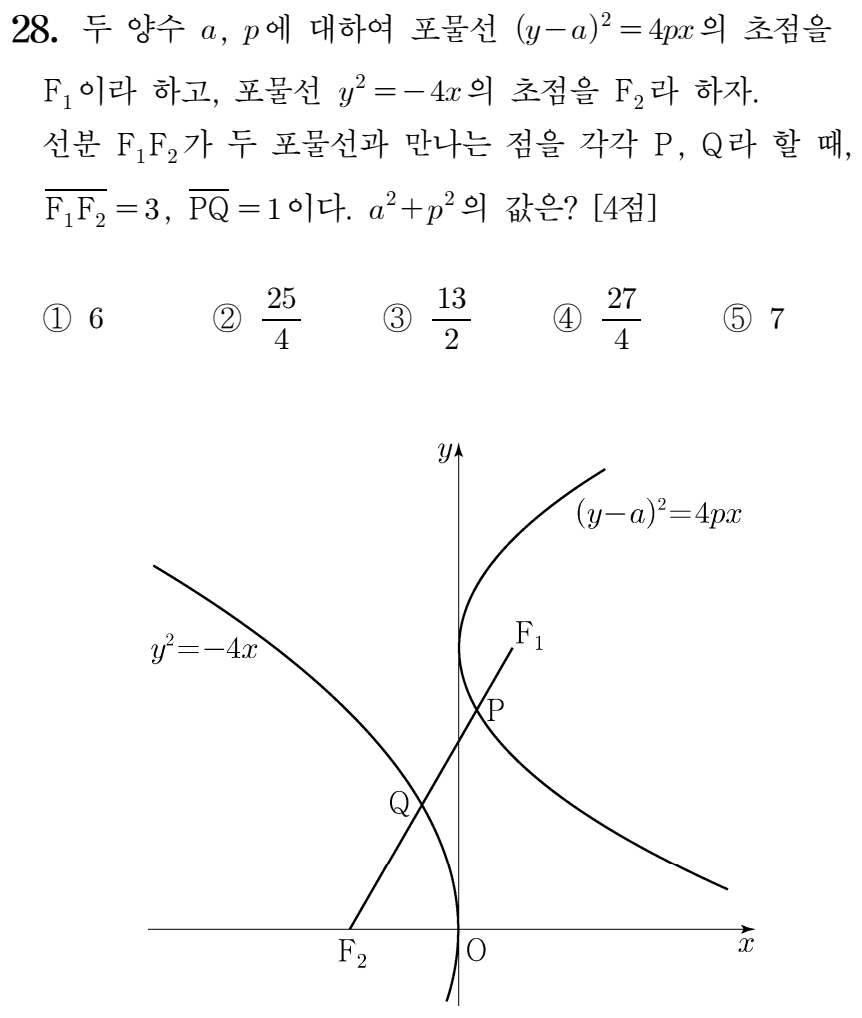 28. 두 양수 a, p에 대하여 포물선 (y−a)²=4px의 초점을
F₁이라 하고, 포물선 y²=−4x의 초점을 F₂라 하자.
선분 F₁F₂가 두 포물선과 만나는 점을 각각 P, Q라 할 때,
F₁F₂=3, PQ=1이다. a²+p²의 값은? [4점]
① 6 ② 25/4 ③ 13/2 ④ 27/4 ⑤ 7
y
(y−a)²=4px
F₁
y²=−4x
P
Q
F₂
O
x